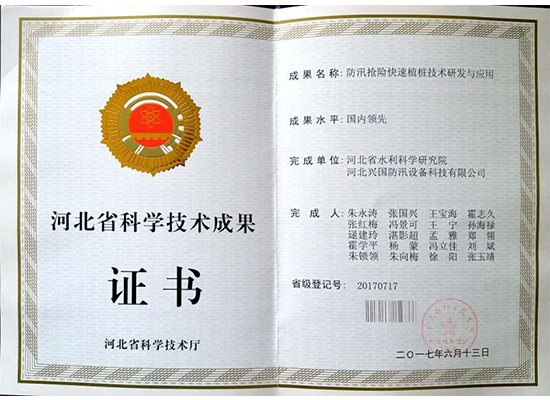 河北省科学技术成果
证书
河北省科学技术厅
成果名称: 防汛抢险快速植桩技术研发与应用
成果水平: 国内领先
完成单位: 河北省水利科学研究院
河北兴国防汛设备科技有限公司
完成人: 朱永涛 张国兴 王宝海 霍志久
张红梅 冯景可 王宁 孙海禄
建玲 湛影超 孟雅 郑领
霍学平 杨蒙 冯立佳 刘斌
朱锁领 朱向梅 徐阳 张玉靖
省级登记号: 20170717
二〇一七年六月十三日